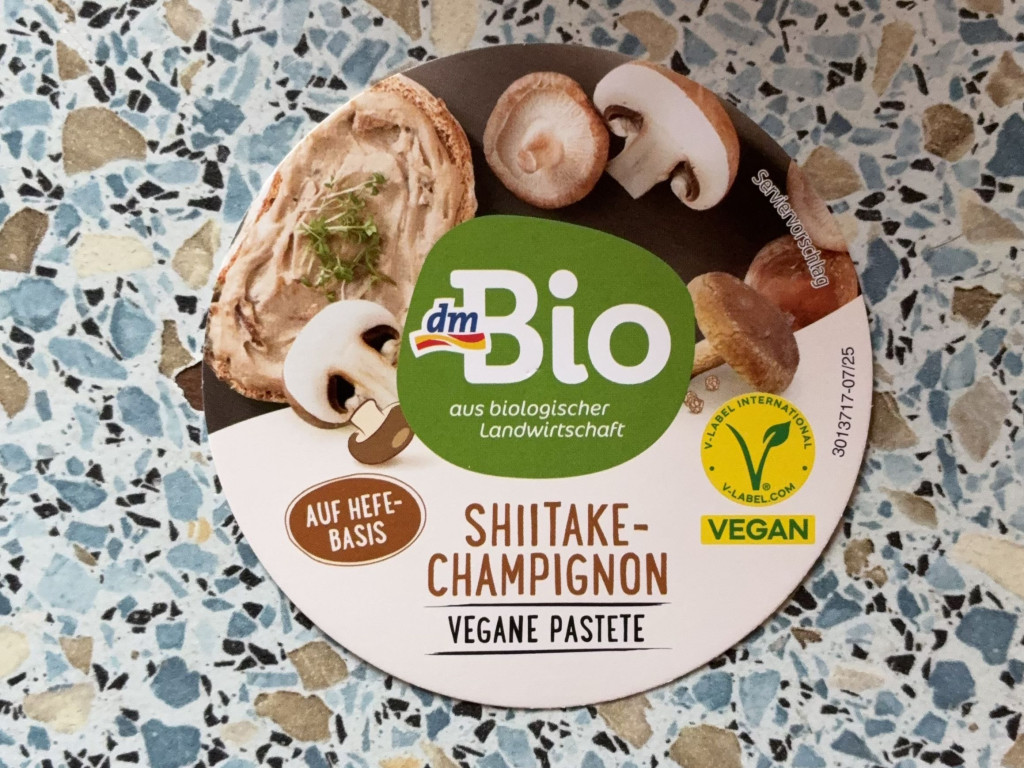 Serviervorschlag
dm
Bio
aus biologischer
Landwirtschaft
3013717-07/25
V-LABEL INTERNATIONAL
V-LABEL.COM
®
VEGAN
AUF HEFE-
BASIS
SHIITAKE-
CHAMPIGNON
VEGANE PASTETE